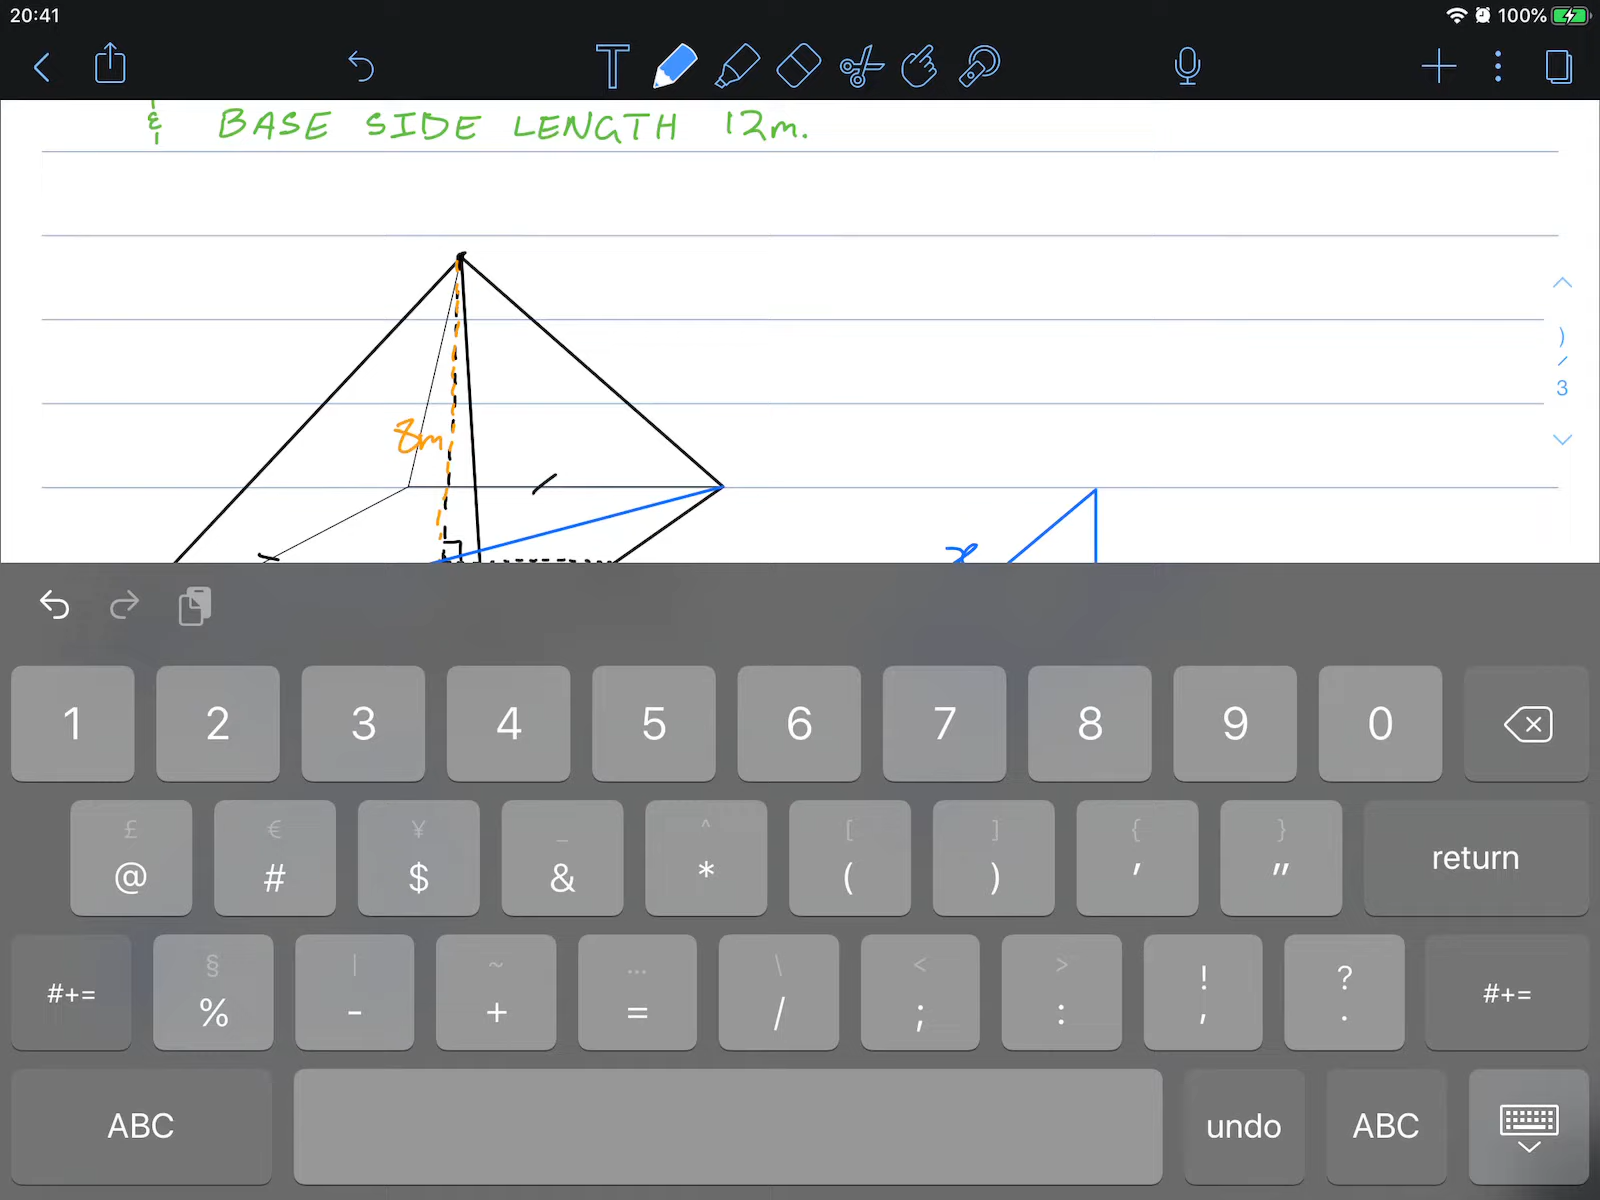 20:41
100%
& BASE SIDE LENGTH 12m.
3
8m
x
1 2 3 4 5 6 7 8 9 0
£ € ¥ _ ^ [ ] { }
@ # $ & * ( ) ' " return
§ | ~ … \ < > ! ?
#+= % - + = / ; : , . #+=
ABC undo ABC